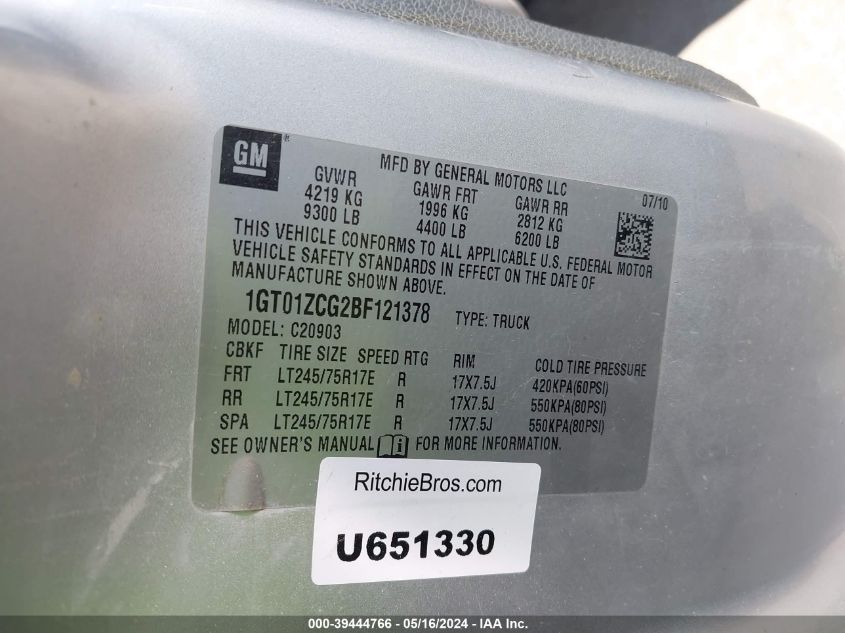 GM ®
MFD BY GENERAL MOTORS LLC
07/10
GVWR GAWR FRT GAWR RR
4219 KG 1996 KG 2812 KG
9300 LB 4400 LB 6200 LB
THIS VEHICLE CONFORMS TO ALL APPLICABLE U.S. FEDERAL MOTOR
VEHICLE SAFETY STANDARDS IN EFFECT ON THE DATE OF
MANUFACTURE SHOWN ABOVE.
1GT01ZCG2BF121378 TYPE: TRUCK
MODEL: C20903
CBKF TIRE SIZE SPEED RTG RIM COLD TIRE PRESSURE
FRT LT245/75R17E R 17X7.5J 420KPA(60PSI)
RR LT245/75R17E R 17X7.5J 550KPA(80PSI)
SPA LT245/75R17E R 17X7.5J 550KPA(80PSI)
SEE OWNER'S MANUAL i FOR MORE INFORMATION.
RitchieBros.com
U651330
000-39444766 - 05/16/2024 - IAA Inc.